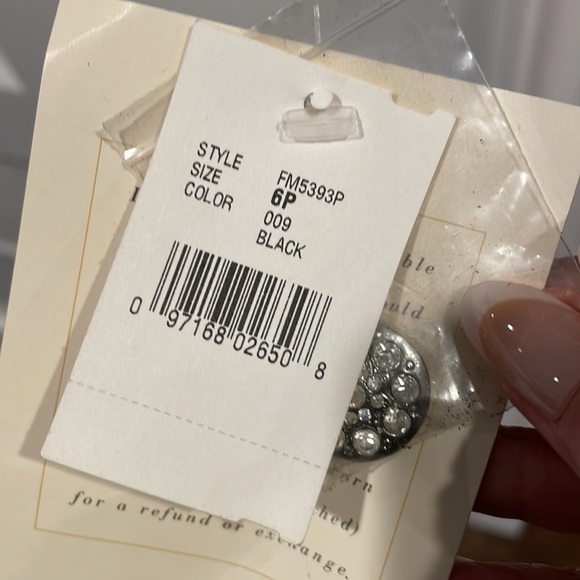 STYLE FM5393P
SIZE 6P
COLOR 009
BLACK
0 97168 02650 8
for a refund or exchange.